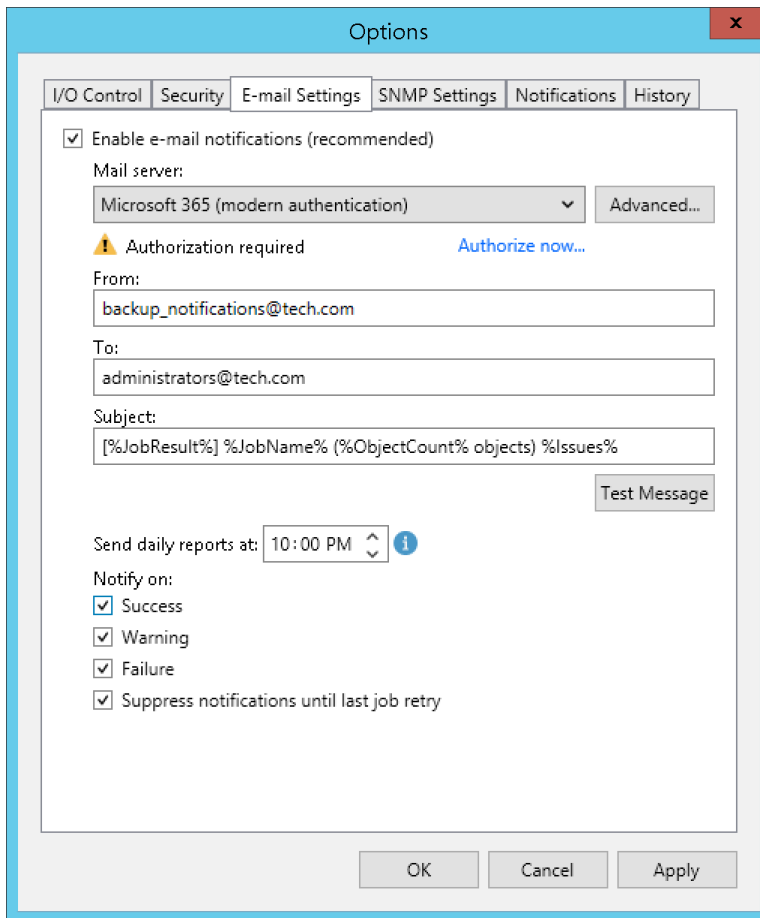 Options
x
I/O Control Security E-mail Settings SNMP Settings Notifications History
Enable e-mail notifications (recommended)
Mail server:
Microsoft 365 (modern authentication) Advanced...
Authorization required Authorize now...
From:
backup_notifications@tech.com
To:
administrators@tech.com
Subject:
[%JobResult%] %JobName% (%ObjectCount% objects) %Issues%
Test Message
Send daily reports at: 10:00 PM i
Notify on:
Success
Warning
Failure
Suppress notifications until last job retry
OK Cancel Apply